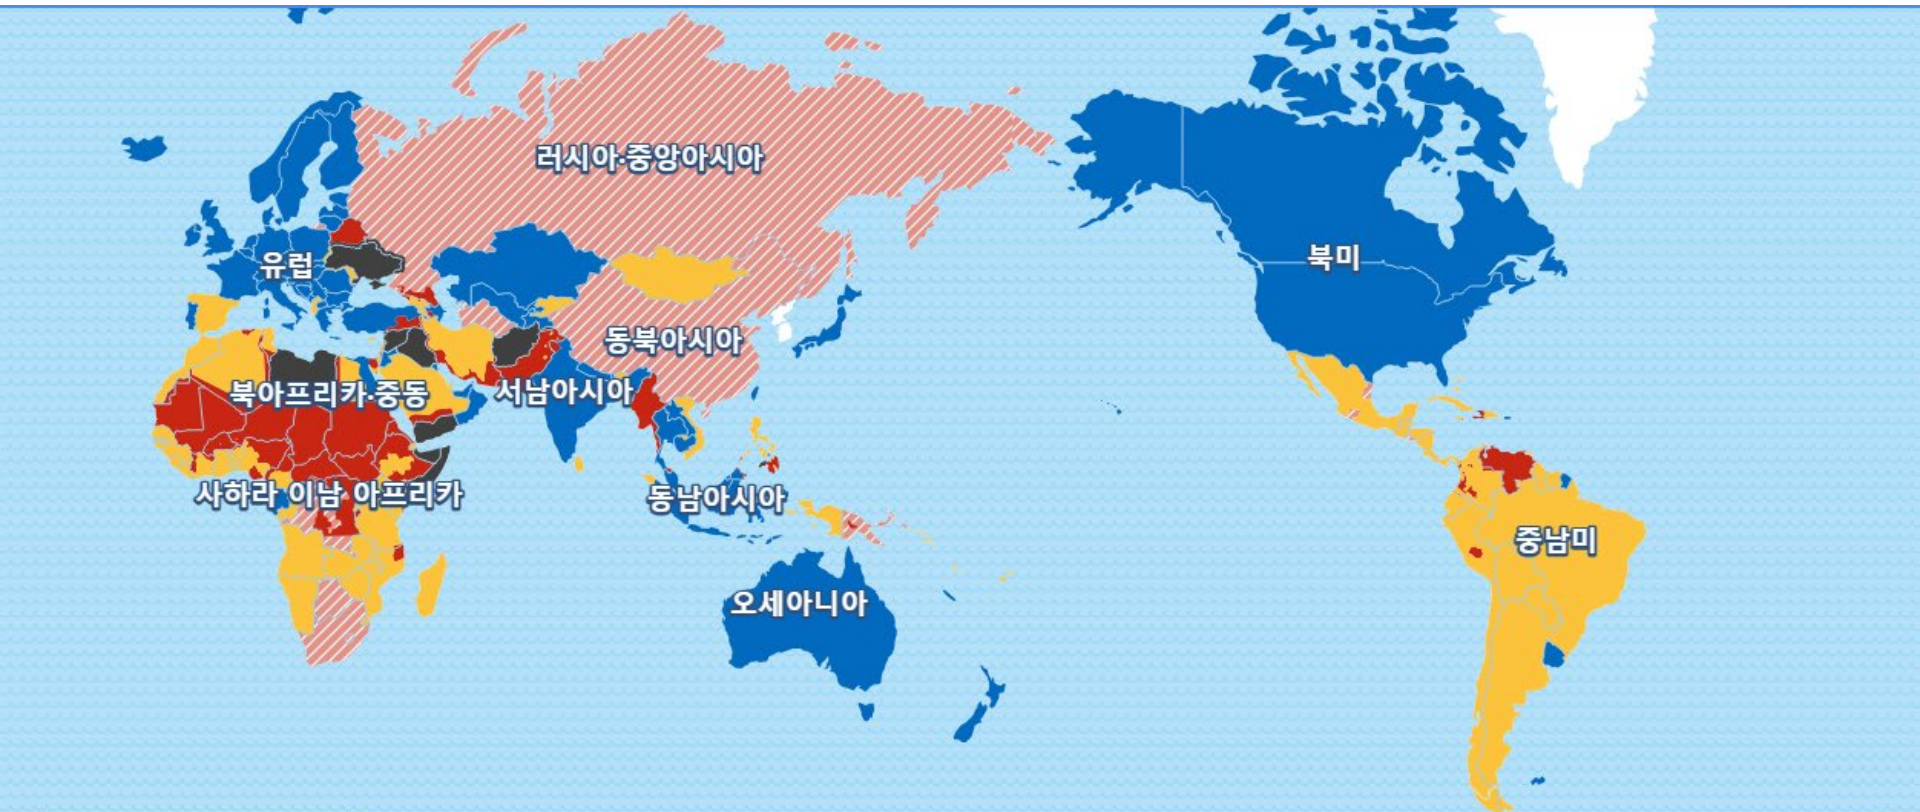 러시아·중앙아시아
유럽
북미
동북아시아
북아프리카·중동
서남아시아
사하라 이남 아프리카
동남아시아
중남미
오세아니아